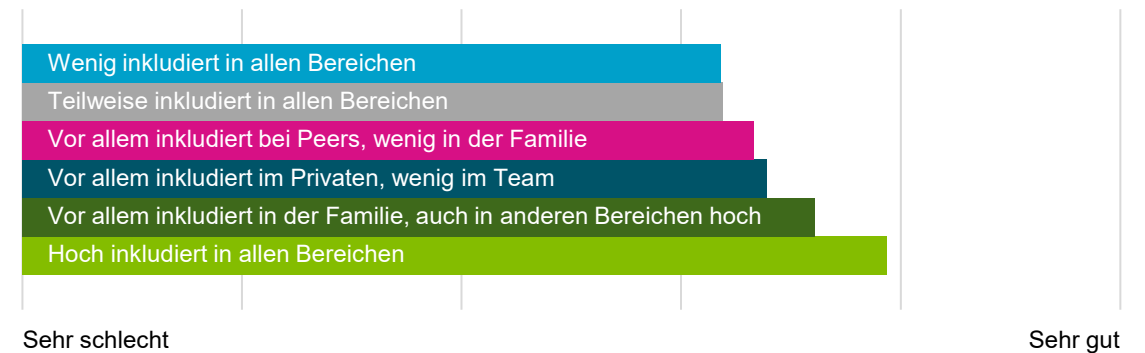 Wenig inkludiert in allen Bereichen
Teilweise inkludiert in allen Bereichen
Vor allem inkludiert bei Peers, wenig in der Familie
Vor allem inkludiert im Privaten, wenig im Team
Vor allem inkludiert in der Familie, auch in anderen Bereichen hoch
Hoch inkludiert in allen Bereichen
Sehr schlecht
Sehr gut